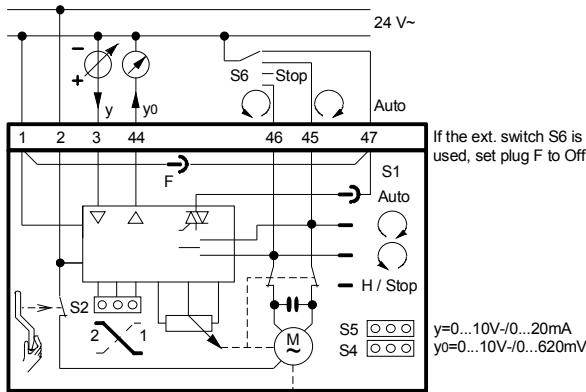 24 V~
–
+
y
y0
S6
Stop
Auto
1 2 3 44 46 45 47
If the ext. switch S6 is
used, set plug F to Off
F
S1
Auto
H / Stop
S2
2 1
M
~
S5
y=0...10V-/0...20mA
S4
y0=0...10V-/0...620mV